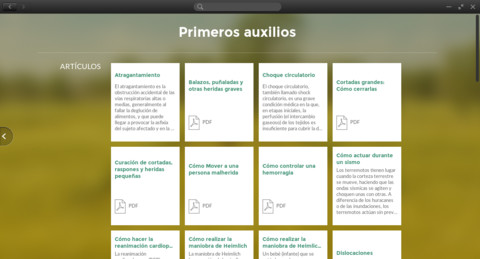 Primeros auxilios
ARTÍCULOS
Atragantamiento
El atragantamiento es la
obstrucción accidental de las
vías respiratorias altas o
medias, generalmente al
fallar la deglución de
alimentos, y que puede
llegar a provocar la asfixia
del sujeto afectado y en la...
Balazos, puñaladas y
otras heridas graves
PDF
Choque circulatorio
El choque circulatorio,
también llamado shock
circulatorio, es una grave
condición médica en la que,
en etapas iniciales, la
perfusión (el intercambio
gaseoso) de los tejidos es
insuficiente para cubrir la d...
Cortadas grandes:
Cómo cerrarlas
PDF
Curación de cortadas,
raspones y heridas
pequeñas
PDF
Cómo Mover a una
persona malherida
PDF
Cómo controlar una
hemorragia
PDF
Cómo actuar durante
un sismo
Los terremotos tienen lugar
cuando la corteza terrestre
se mueve, haciendo que las
ondas sísmicas se agiten y
choquen unas con otras. A
diferencia de los huracanes
o de las inundaciones, los
terremotos actúan sin previ...
Cómo hacer la
reanimación cardiop...
La reanimación
Cómo realizar la
maniobra de Heimlich
La maniobra de Heimlich
Cómo realizar la
maniobra de Heimlic...
Un bebé (infante) que se
Dislocaciones